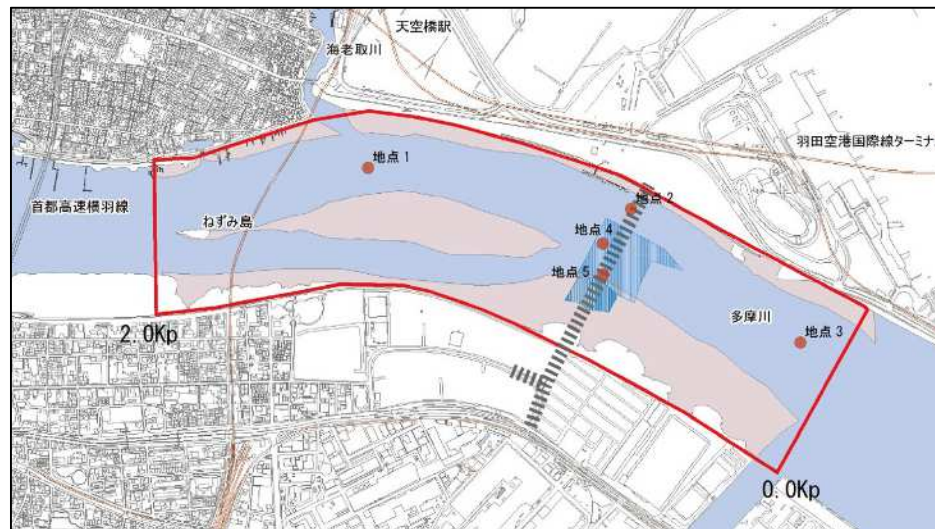 天空橋駅
海老取川
羽田空港国際線ターミナ
地点 1
地点 2
首都高速横羽線
ねずみ島
地点 4
地点 5
多摩川
地点 3
2.0Kp
0.0Kp